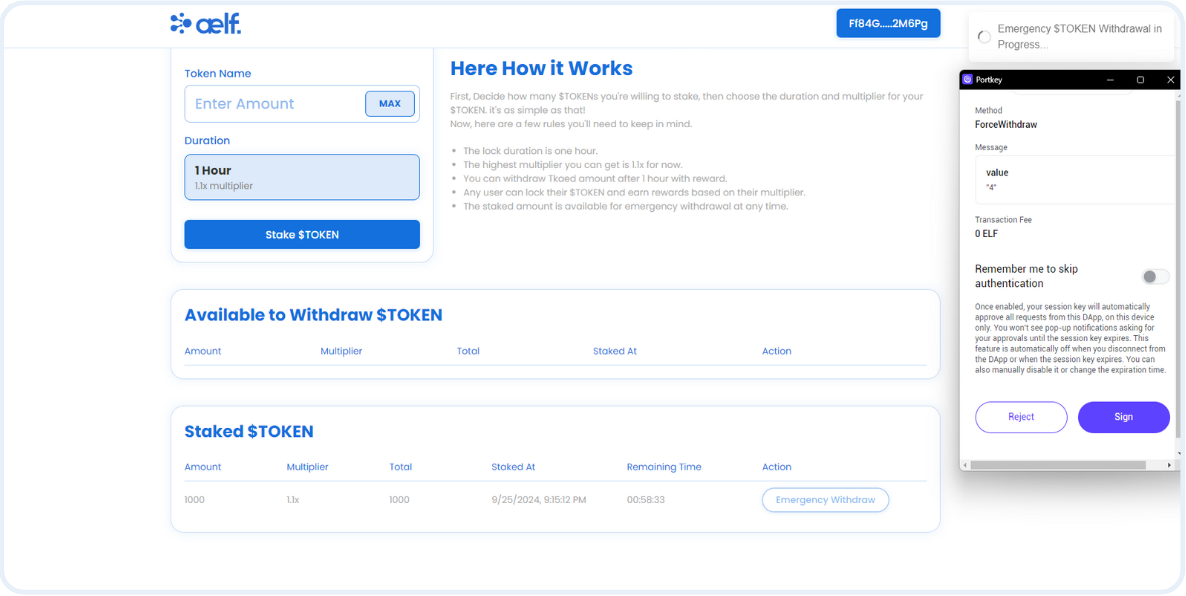 aelf.
Ff84G.....2M6Pg
Emergency $TOKEN Withdrawal in
Progress...
Token Name
Enter Amount
MAX
Duration
1 Hour
1.1x multiplier
Stake $TOKEN
Here How it Works
First, Decide how many $TOKENs you're willing to stake, then choose the duration and multiplier for your
$TOKEN. it's as simple as that!
Now, here are a few rules you'll need to keep in mind.
• The lock duration is one hour.
• The highest multiplier you can get is 1.1x for now.
• You can withdraw Tkoed amount after 1 hour with reward.
• Any user can lock their $TOKEN and earn rewards based on their multiplier.
• The staked amount is available for emergency withdrawal at any time.
Available to Withdraw $TOKEN
Amount Multiplier Total Staked At Action
Staked $TOKEN
Amount Multiplier Total Staked At Remaining Time Action
1000 1.1x 1000 9/25/2024, 9:15:12 PM 00:58:33 Emergency Withdraw
Portkey
Method
ForceWithdraw
Message
value
"4"
Transaction Fee
0 ELF
Remember me to skip
authentication
Once enabled, your session key will automatically
approve all requests from this DApp, on this device
only. You won't see pop-up notifications asking for
your approvals until the session key expires. This
feature is automatically off when you disconnect from
the DApp or when the session key expires. You can
also manually disable it or change the expiration time.
Reject
Sign